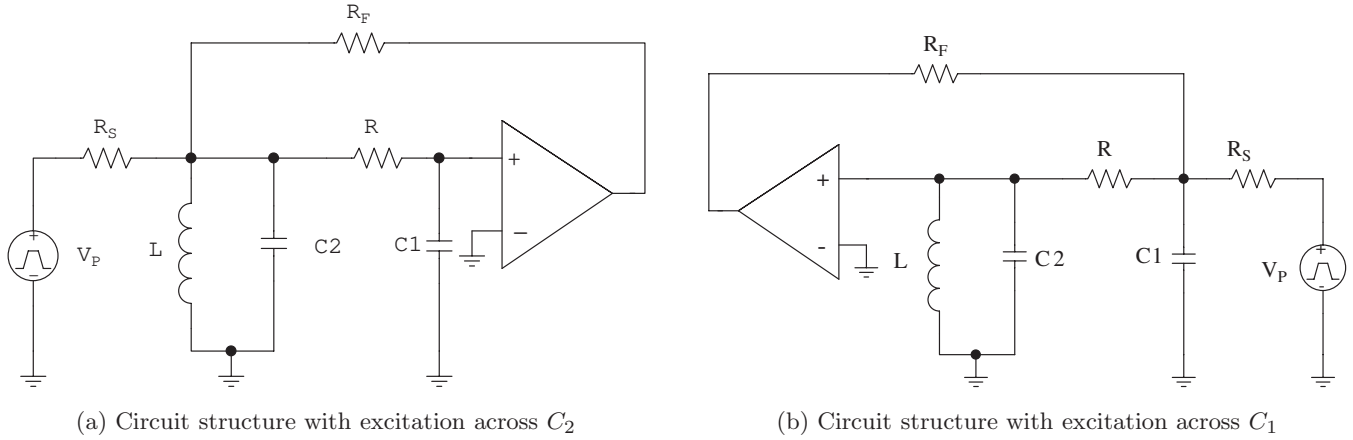 R_F
R_S
R
+
−
+
−
V_P
L
C2
C1
(a) Circuit structure with excitation across C_2
R_F
R
R_S
+
-
+
-
L
C2
C1
V_P
(b) Circuit structure with excitation across C_1